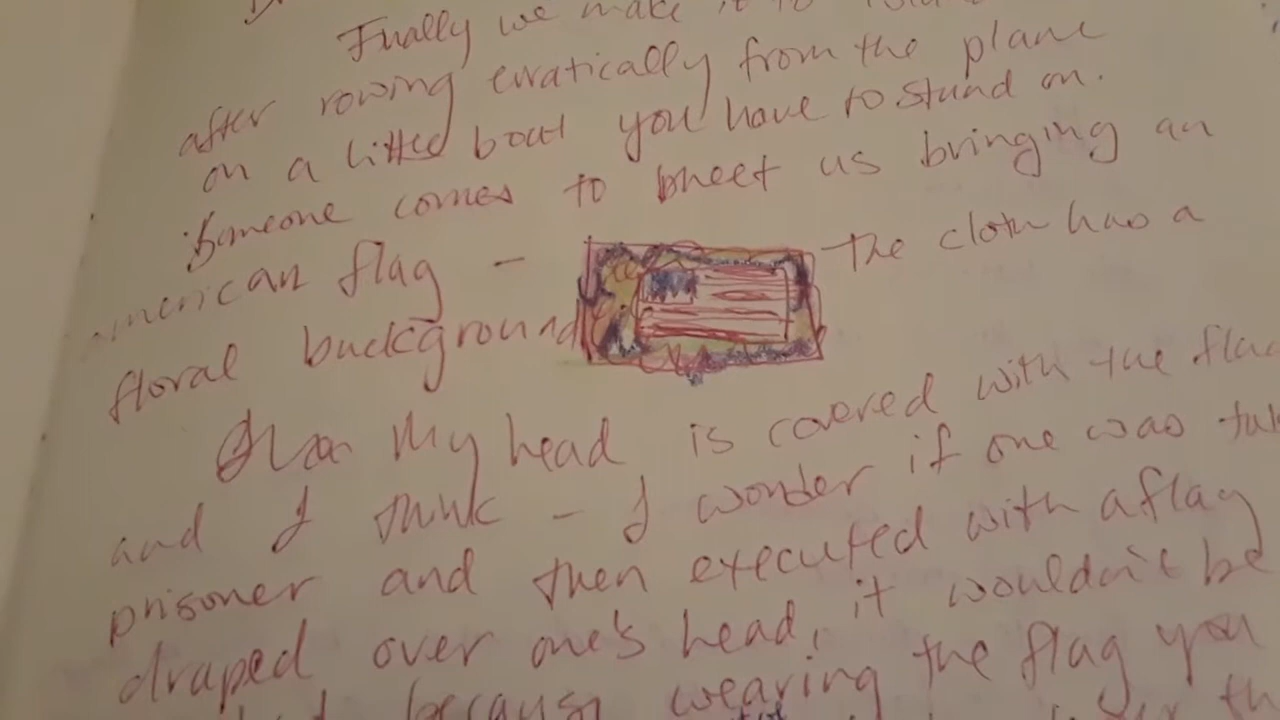 Finally we make it to
after rowing erratically from the plane
on a little boat you have to stand on.
Someone comes to meet us bringing an
american flag – The cloth has a
floral background
My head is covered with the flag
and I think – I wonder if one was
prisoner and then executed with a flag
draped over one's head, it wouldn't be
because wearing the flag you